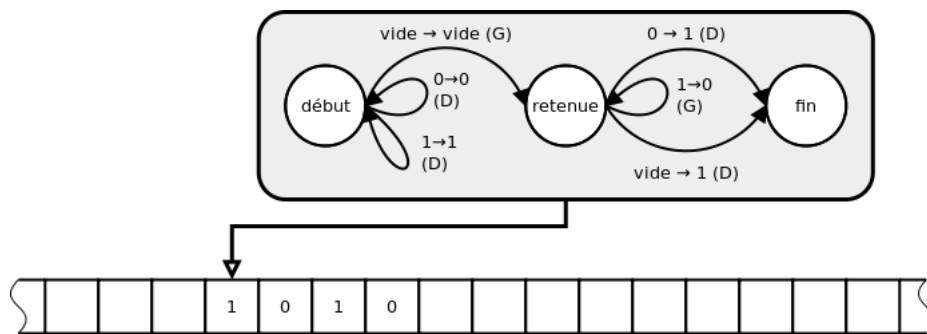 vide → vide (G)
0 → 1 (D)
début
0→0
(D)
1→1
(D)
retenue
1→0
(G)
fin
vide → 1 (D)
1 0 1 0